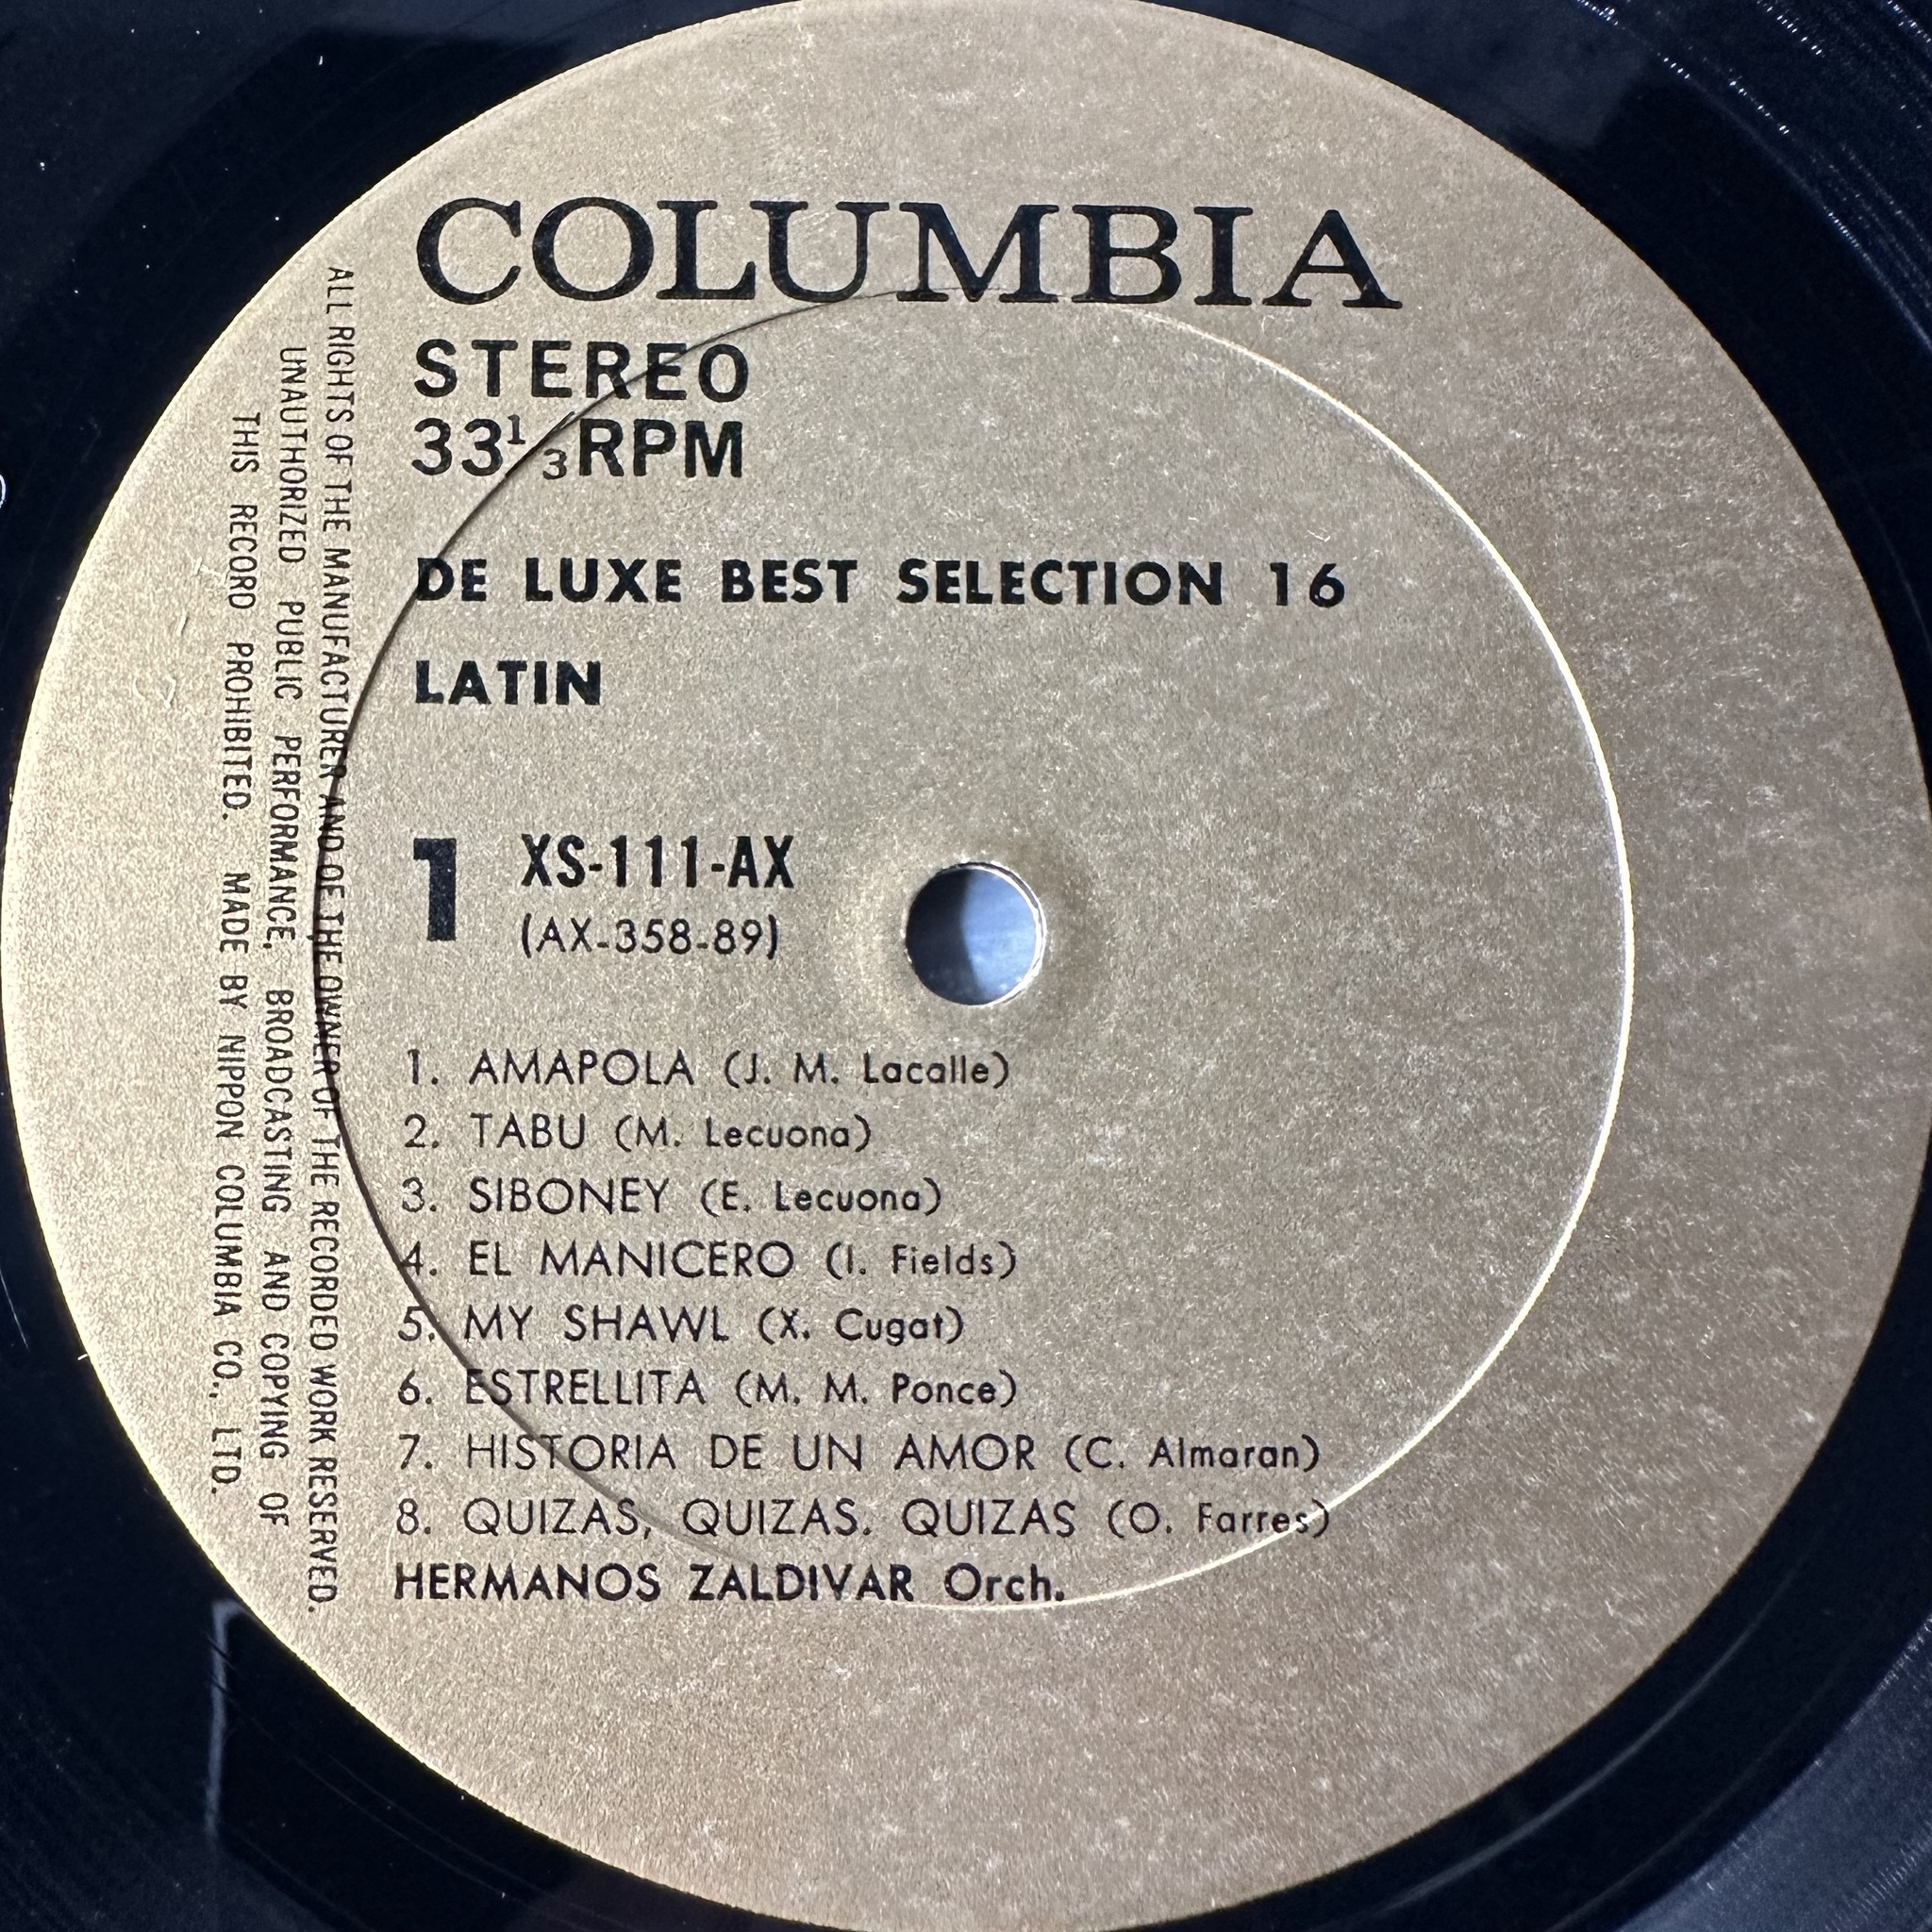 COLUMBIA
STEREO
33 1/3 RPM
DE LUXE BEST SELECTION 16
LATIN
1 XS-111-AX
(AX-358-89)
1. AMAPOLA (J. M. Lacalle)
2. TABU (M. Lecuona)
3. SIBONEY (E. Lecuona)
4. EL MANICERO (I. Fields)
5. MY SHAWL (X. Cugat)
6. ESTRELLITA (M. M. Ponce)
7. HISTORIA DE UN AMOR (C. Almaran)
8. QUIZAS, QUIZAS. QUIZAS (O. Farres)
HERMANOS ZALDIVAR Orch.
ALL RIGHTS OF THE MANUFACTURER AND OF THE OWNER OF THE RECORDED WORK RESERVED.
UNAUTHORIZED PUBLIC PERFORMANCE, BROADCASTING AND COPYING OF
THIS RECORD PROHIBITED. MADE BY NIPPON COLUMBIA CO., LTD.